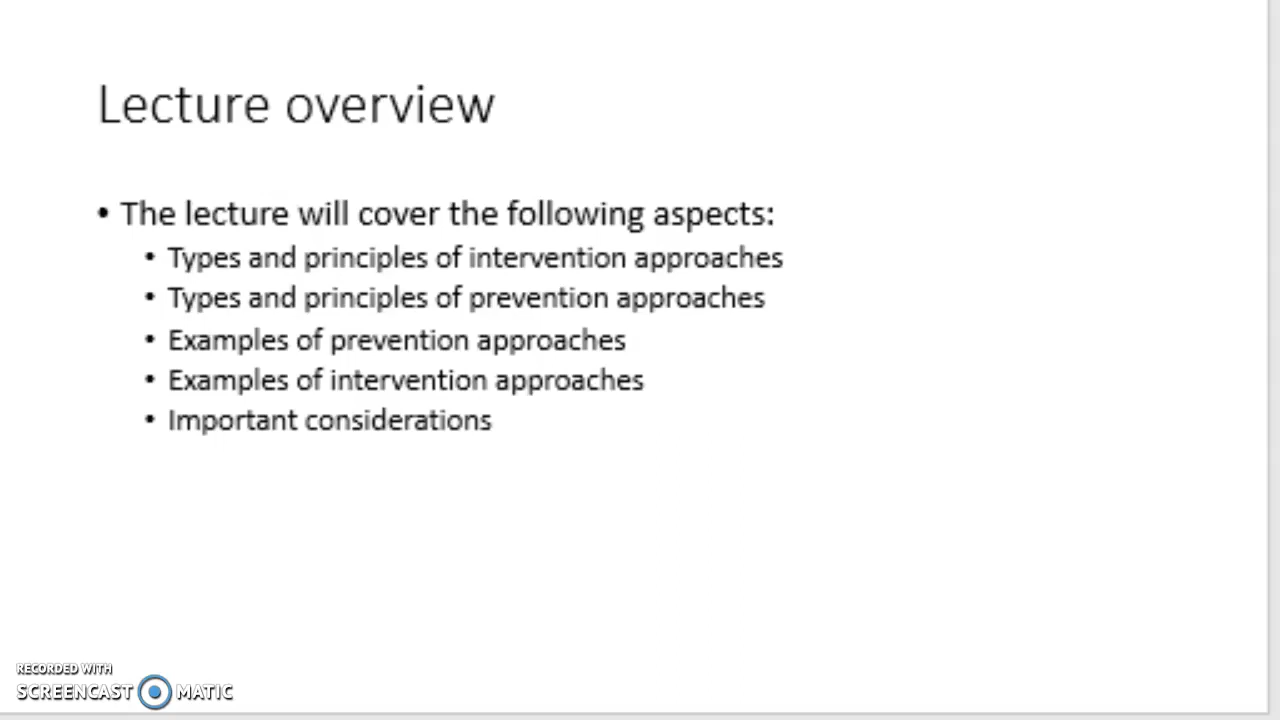 Lecture overview
• The lecture will cover the following aspects:
• Types and principles of intervention approaches
• Types and principles of prevention approaches
• Examples of prevention approaches
• Examples of intervention approaches
• Important considerations
RECORDED WITH
SCREENCAST MATIC